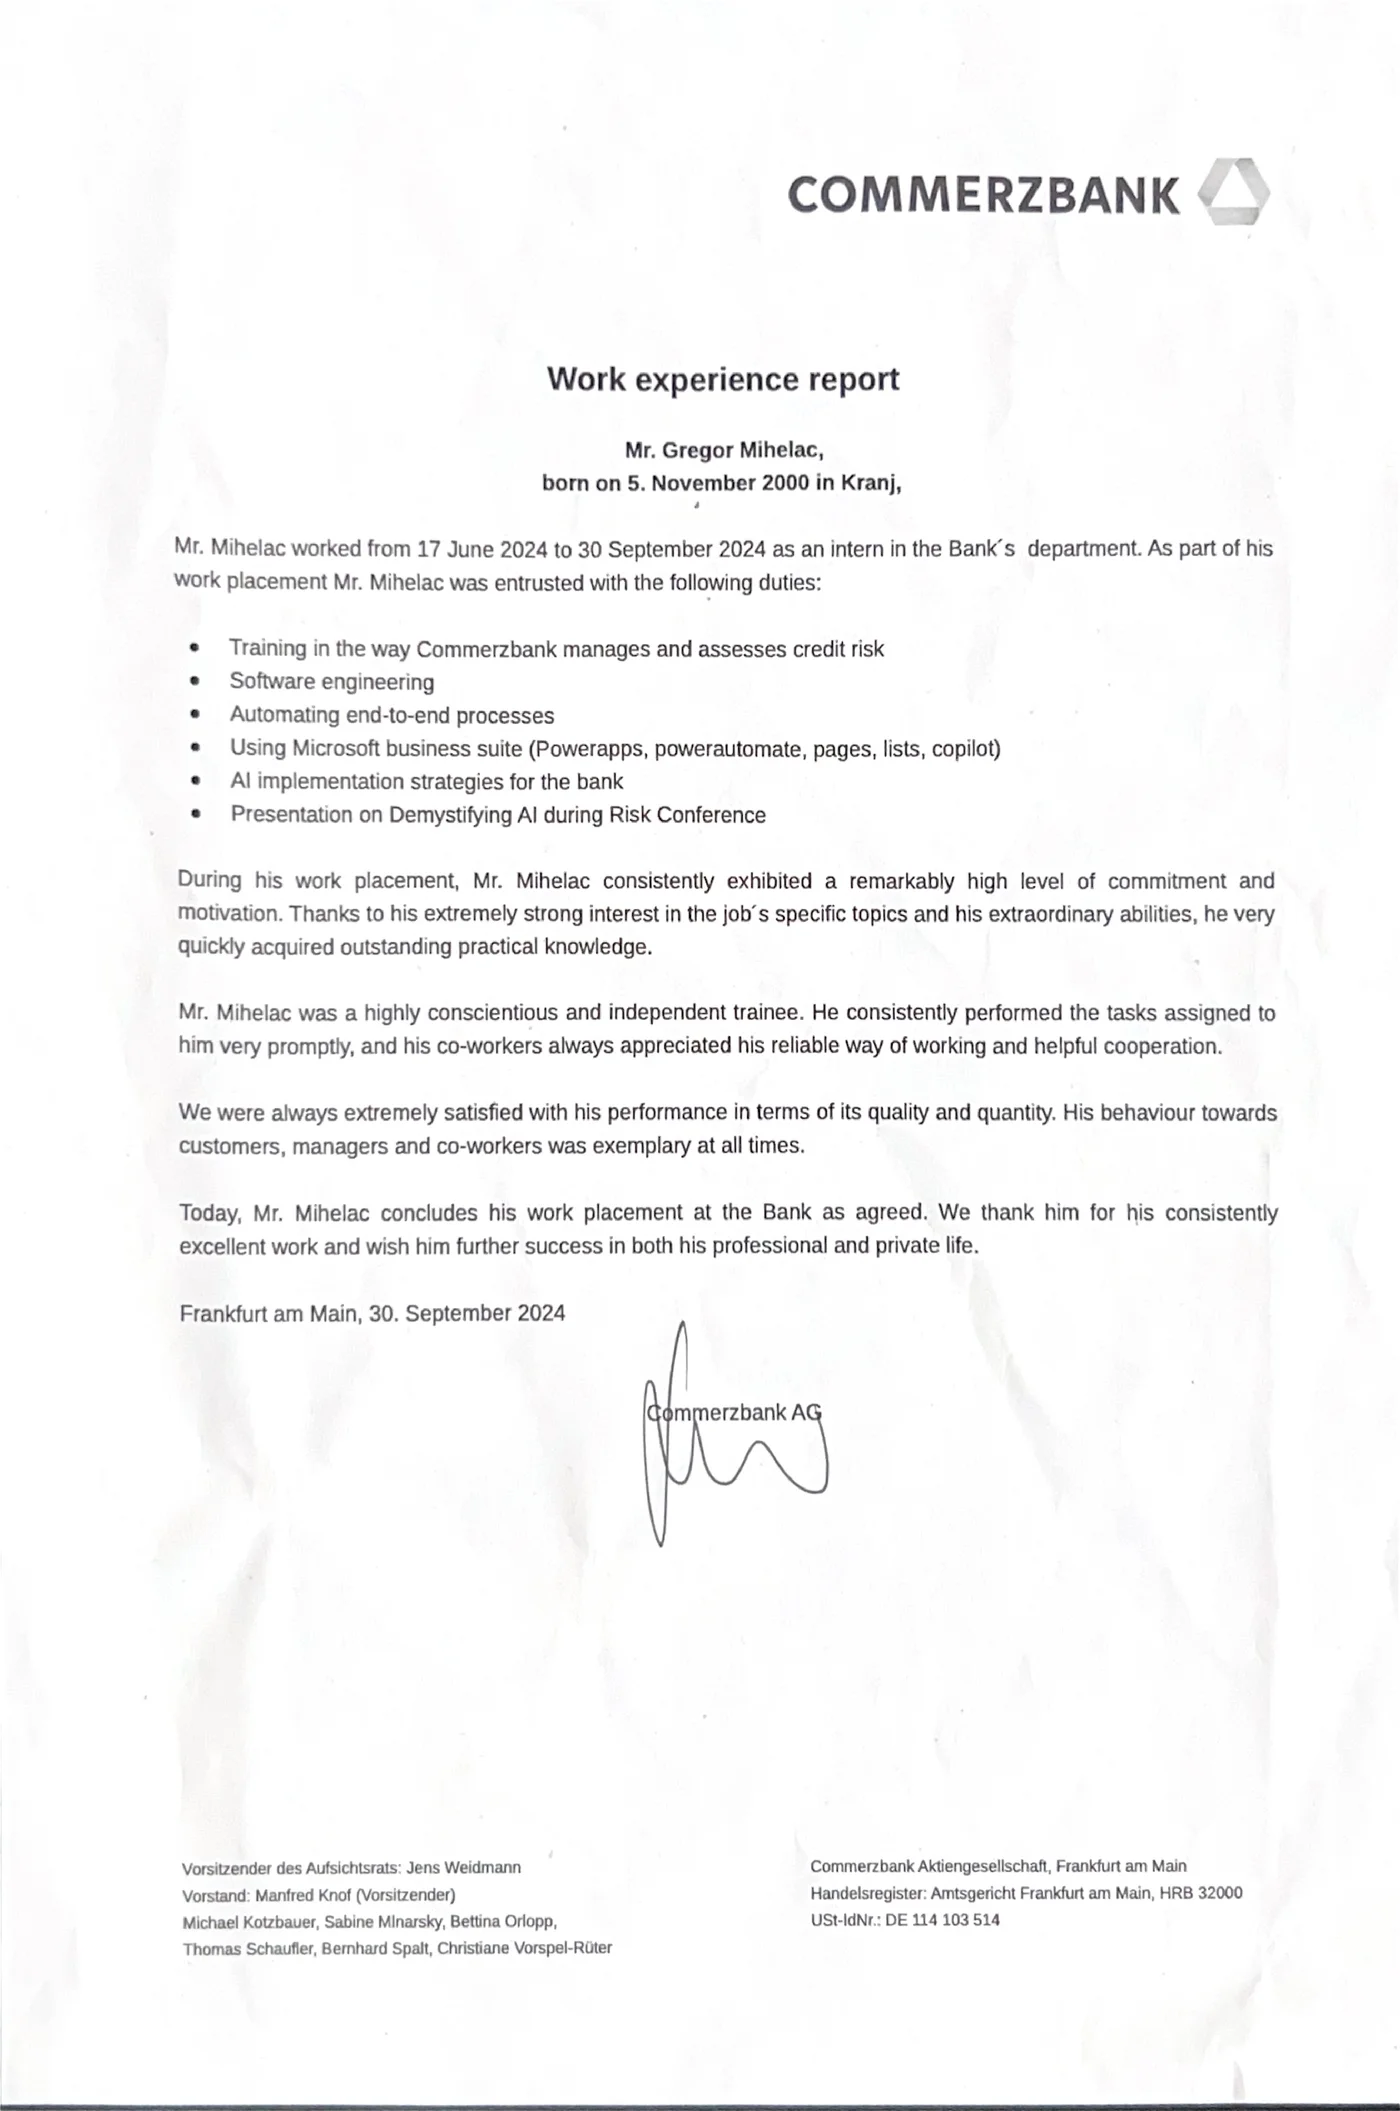 COMMERZBANK
Work experience report
Mr. Gregor Mihelac,
born on 5. November 2000 in Kranj,
Mr. Mihelac worked from 17 June 2024 to 30 September 2024 as an intern in the Bank´s  department. As part of his
work placement Mr. Mihelac was entrusted with the following duties:
• Training in the way Commerzbank manages and assesses credit risk
• Software engineering
• Automating end-to-end processes
• Using Microsoft business suite (Powerapps, powerautomate, pages, lists, copilot)
• AI implementation strategies for the bank
• Presentation on Demystifying AI during Risk Conference
During his work placement, Mr. Mihelac consistently exhibited a remarkably high level of commitment and
motivation. Thanks to his extremely strong interest in the job´s specific topics and his extraordinary abilities, he very
quickly acquired outstanding practical knowledge.
Mr. Mihelac was a highly conscientious and independent trainee. He consistently performed the tasks assigned to
him very promptly, and his co-workers always appreciated his reliable way of working and helpful cooperation.
We were always extremely satisfied with his performance in terms of its quality and quantity. His behaviour towards
customers, managers and co-workers was exemplary at all times.
Today, Mr. Mihelac concludes his work placement at the Bank as agreed. We thank him for his consistently
excellent work and wish him further success in both his professional and private life.
Frankfurt am Main, 30. September 2024
Commerzbank AG
Vorsitzender des Aufsichtsrats: Jens Weidmann
Vorstand: Manfred Knof (Vorsitzender)
Michael Kotzbauer, Sabine Mlnarsky, Bettina Orlopp,
Thomas Schaufler, Bernhard Spalt, Christiane Vorspel-Rüter
Commerzbank Aktiengesellschaft, Frankfurt am Main
Handelsregister: Amtsgericht Frankfurt am Main, HRB 32000
USt-IdNr.: DE 114 103 514